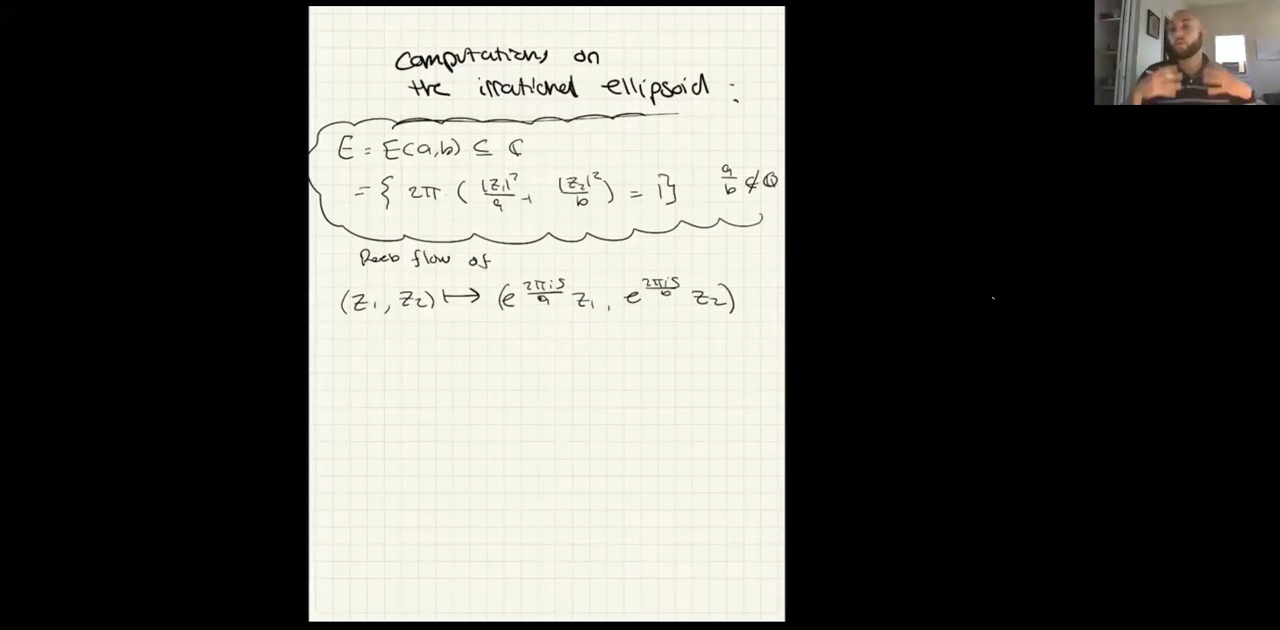 Computations on
the irrational ellipsoid :
E = E(a,b) ⊆ ℂ
= { 2π ( |z₁|²/a + |z₂|²/b ) = 1 } a/b ∉ ℚ
Reeb flow of
(z₁, z₂) ↦ (e^{2πis/a} z₁, e^{2πis/b} z₂)